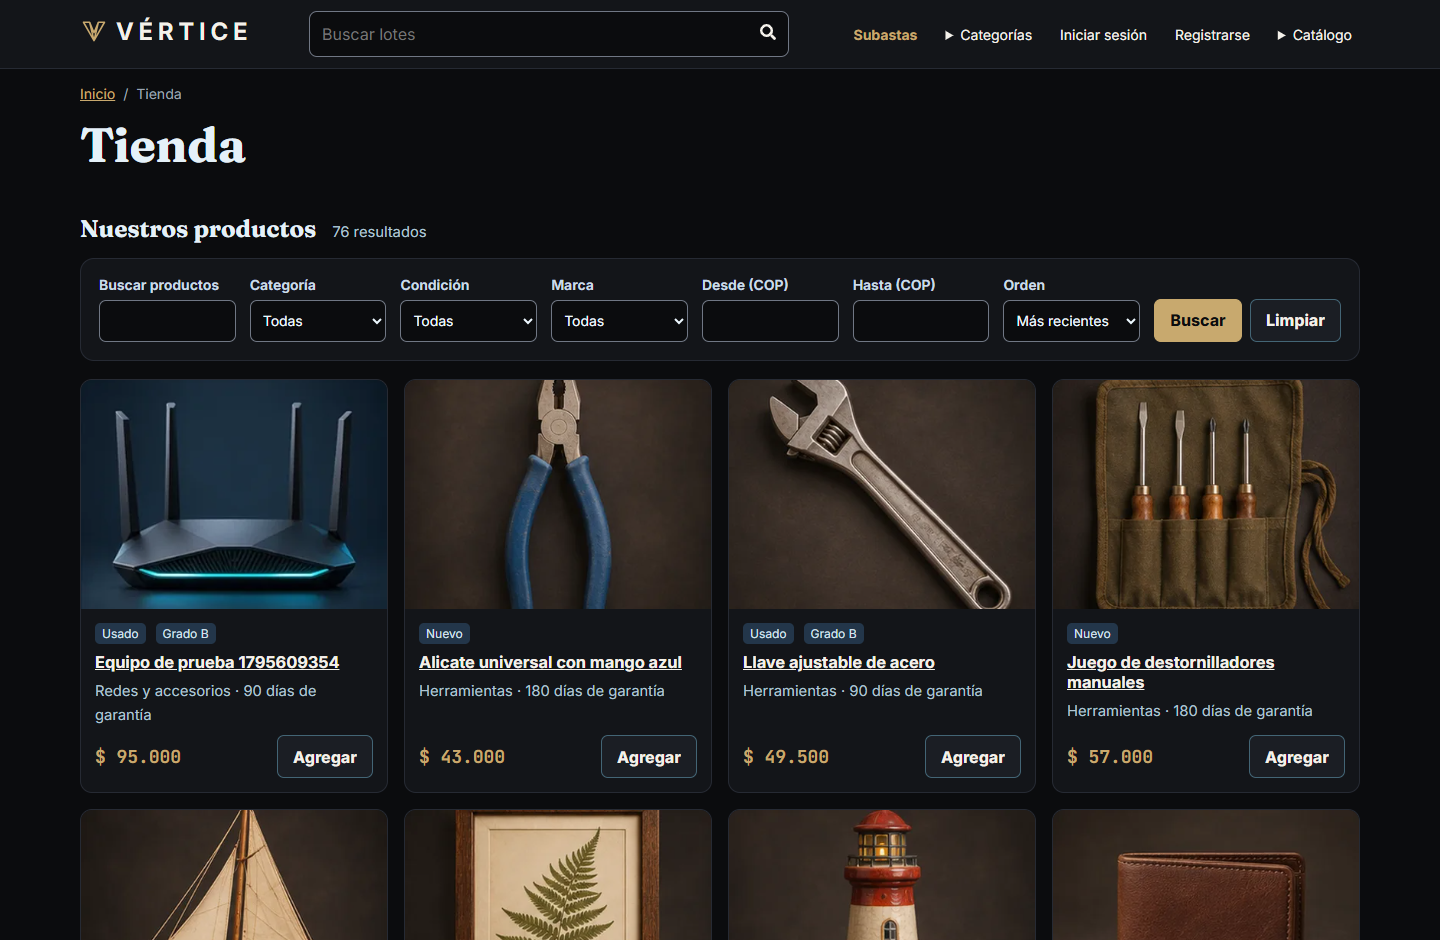 VÉRTICE
Buscar lotes
Subastas
▶ Categorías
Iniciar sesión
Registrarse
▶ Catálogo
Inicio / Tienda
Tienda
Nuestros productos 76 resultados
Buscar productos Categoría Condición Marca Desde (COP) Hasta (COP) Orden
Todas Todas Todas Más recientes Buscar Limpiar
Usado Grado B
Equipo de prueba 1795609354
Redes y accesorios · 90 días de
garantía
$ 95.000 Agregar
Nuevo
Alicate universal con mango azul
Herramientas · 180 días de garantía
$ 43.000 Agregar
Usado Grado B
Llave ajustable de acero
Herramientas · 90 días de garantía
$ 49.500 Agregar
Nuevo
Juego de destornilladores
manuales
Herramientas · 180 días de garantía
$ 57.000 Agregar